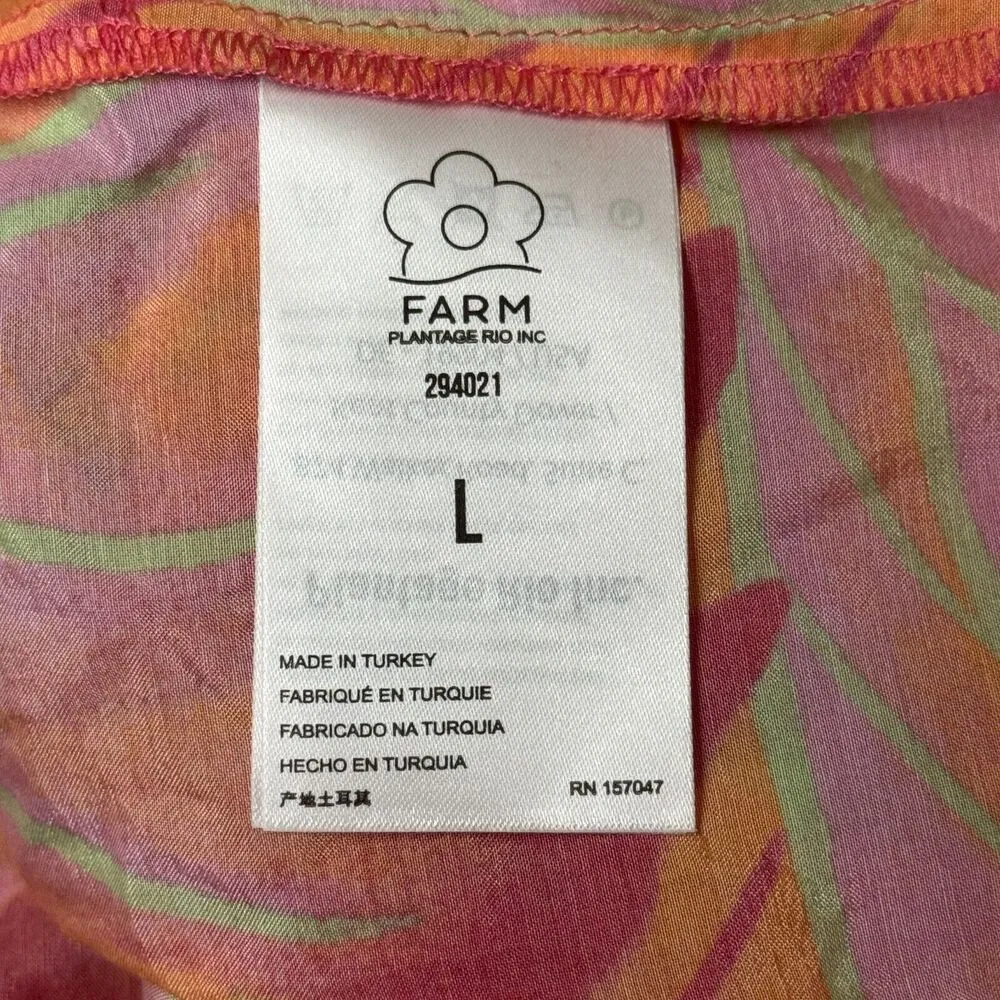 FARM
PLANTAGE RIO INC
294021
L
MADE IN TURKEY
FABRIQUÉ EN TURQUIE
FABRICADO NA TURQUIA
HECHO EN TURQUIA
产地土耳其
RN 157047